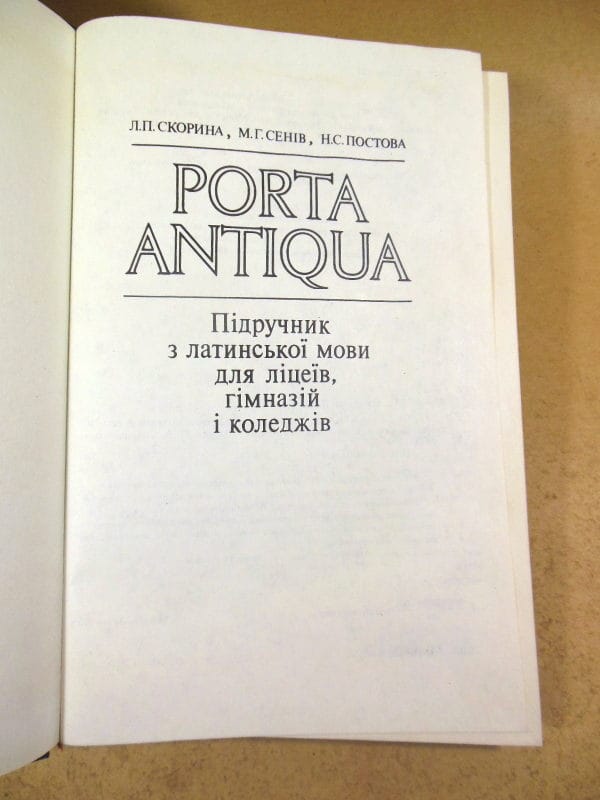 Л.П.СКОРИНА, М.Г.СЕНІВ, Н.С.ПОСТОВА
PORTA
ANTIQUA
Підручник
з латинської мови
для ліцеїв,
гімназій
і коледжів